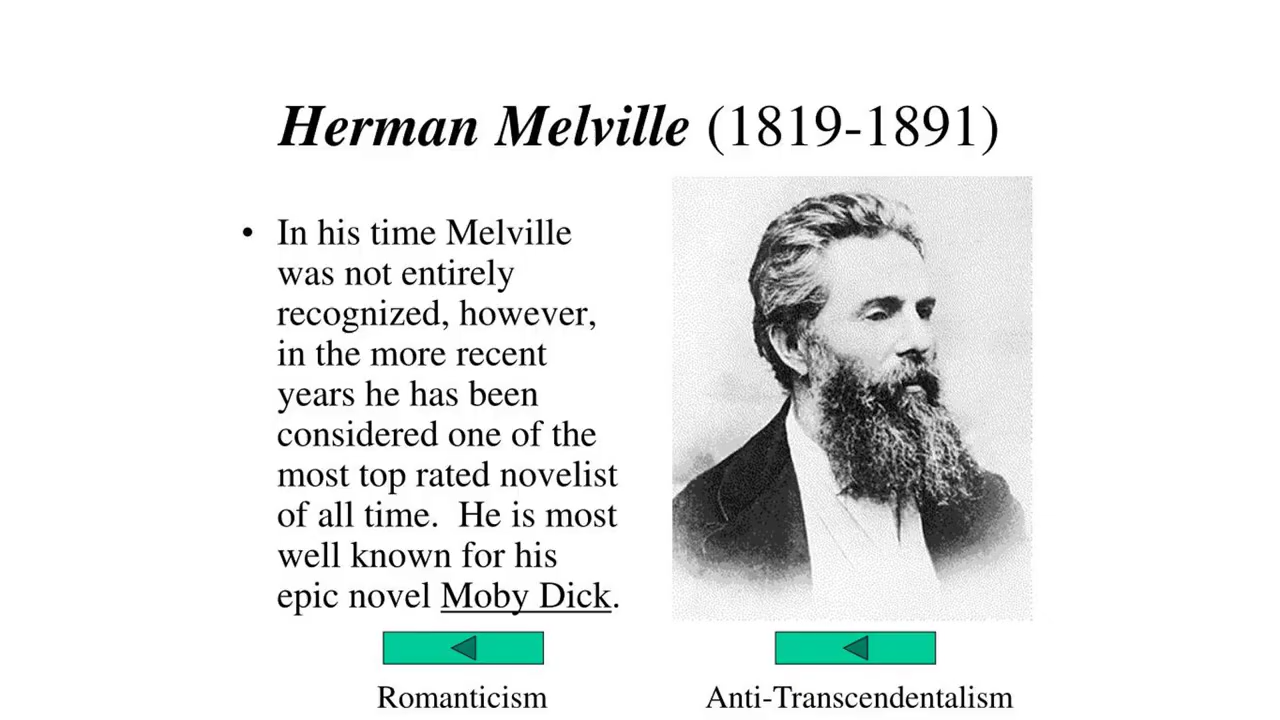 Herman Melville (1819-1891)
• In his time Melville
was not entirely
recognized, however,
in the more recent
years he has been
considered one of the
most top rated novelist
of all time.  He is most
well known for his
epic novel Moby Dick.
Romanticism
Anti-Transcendentalism